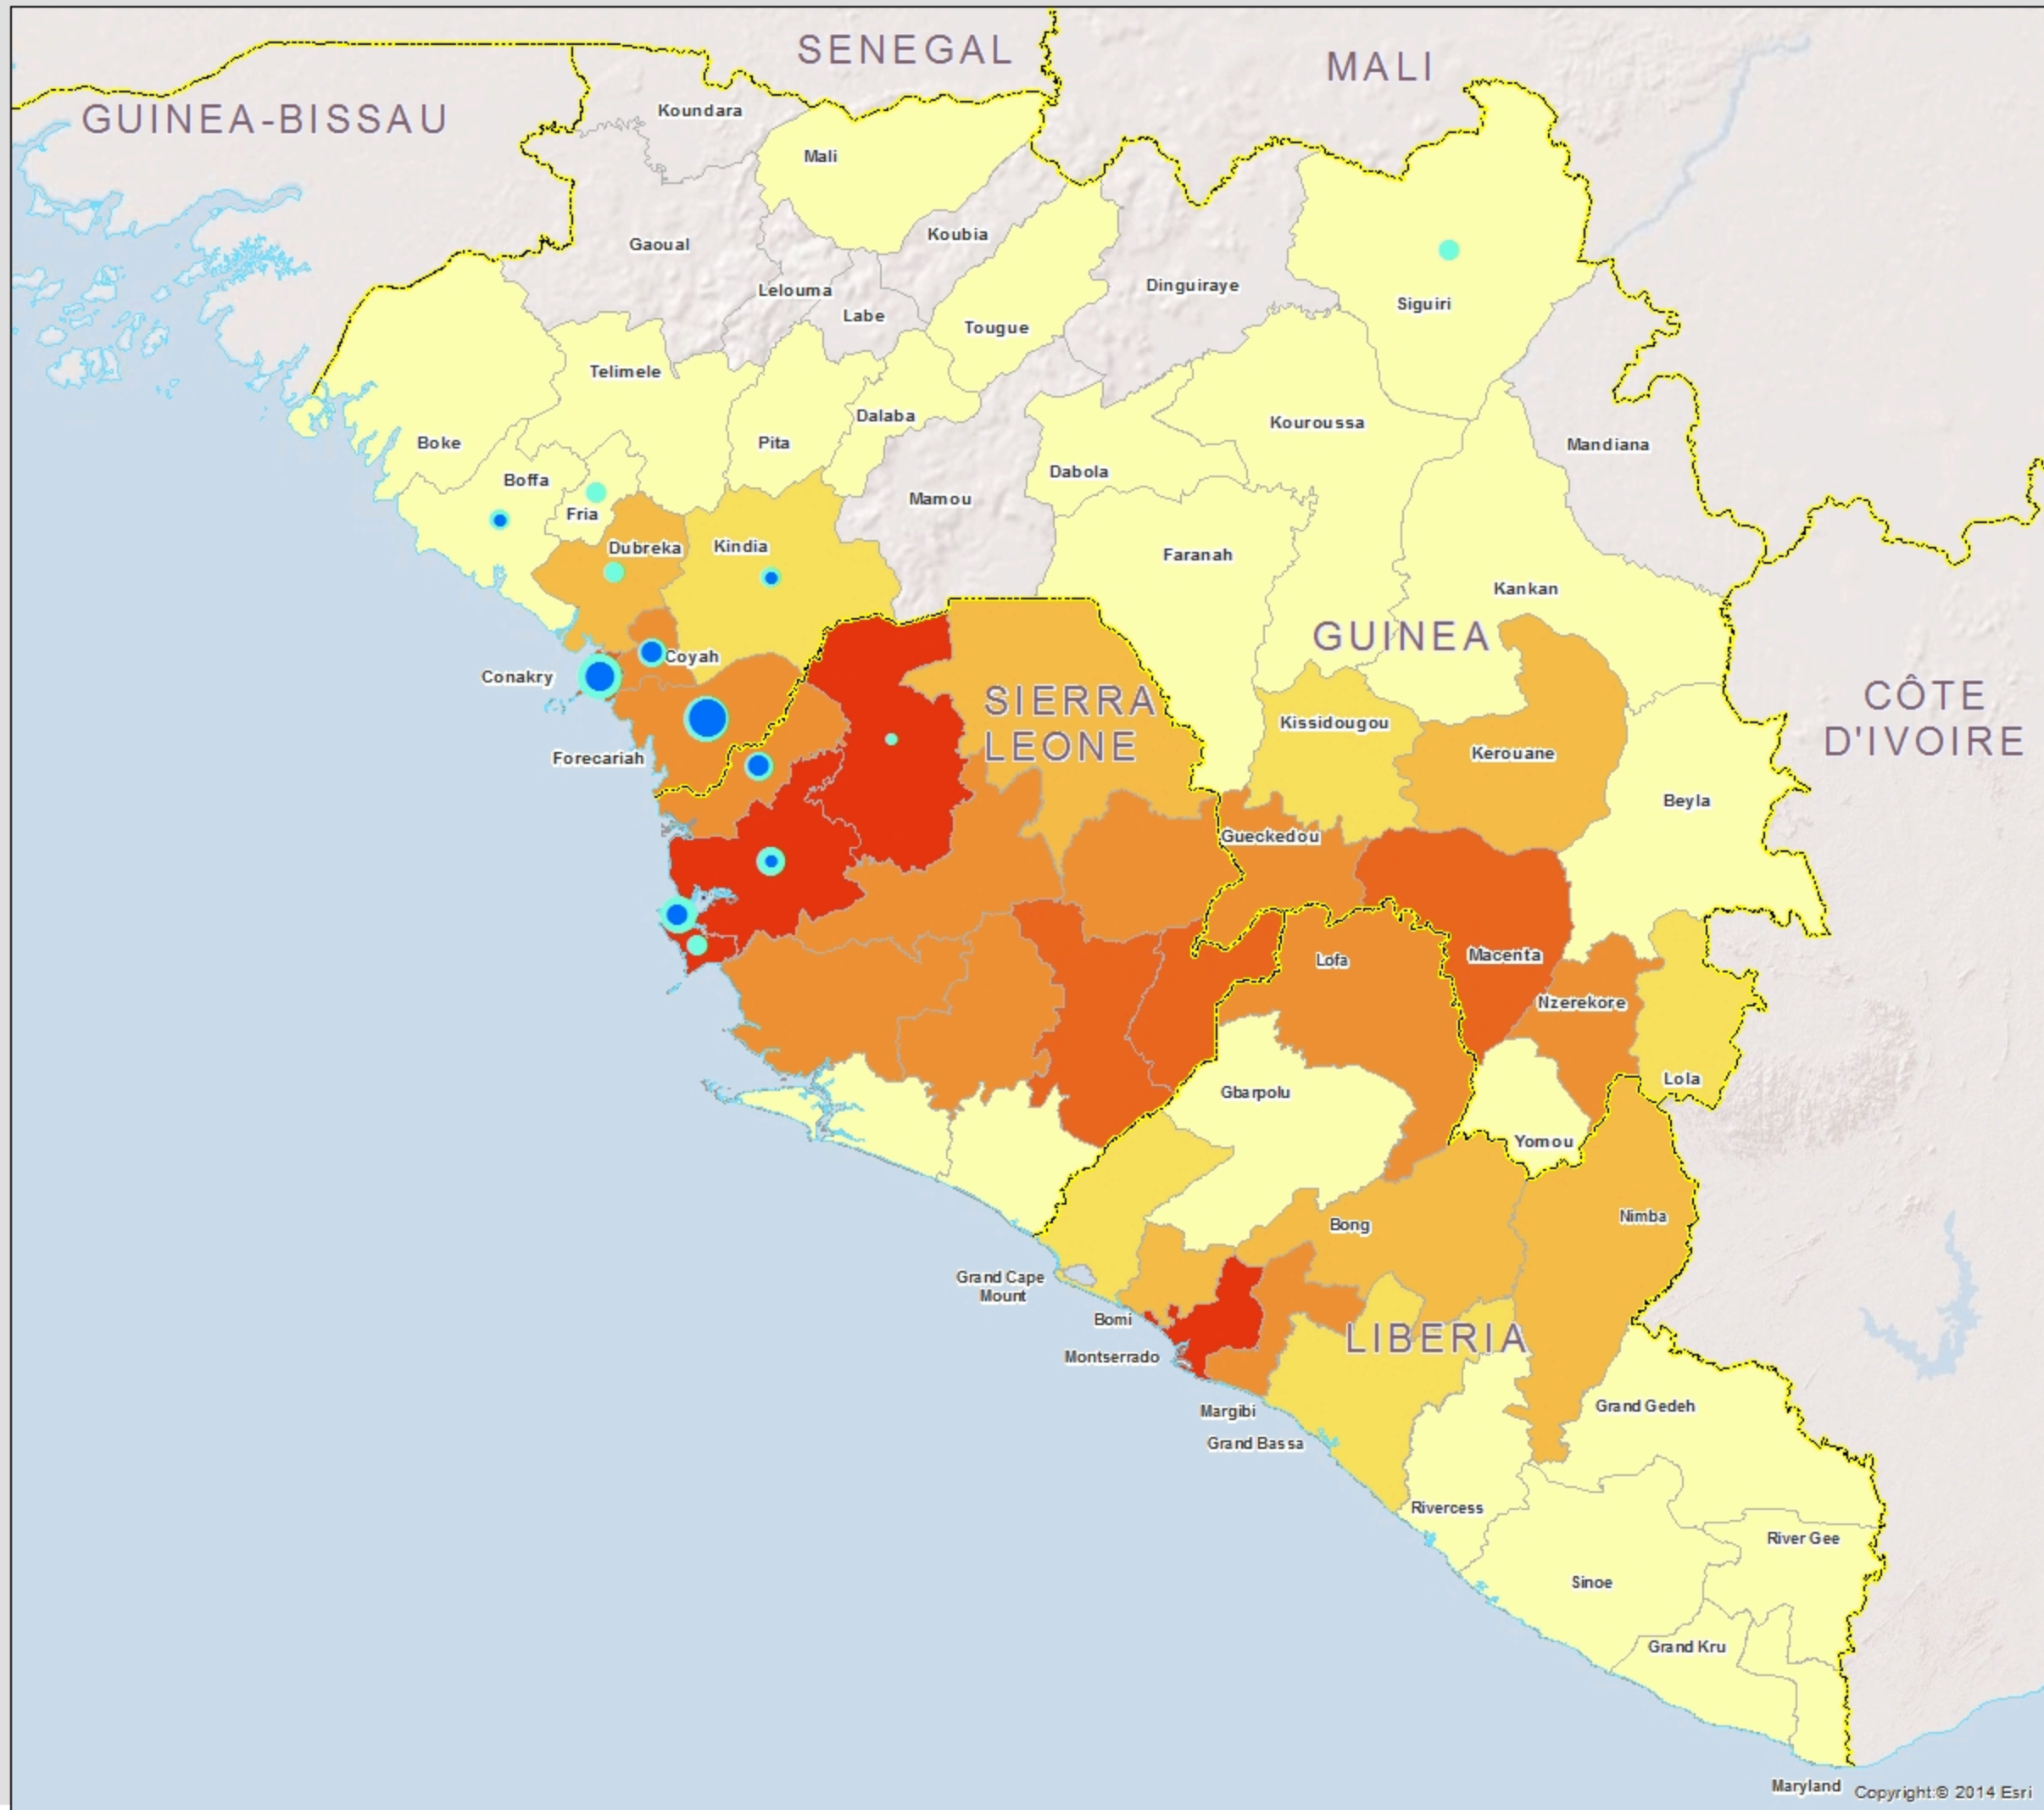 SENEGAL
MALI
GUINEA-BISSAU
Koundara
Mali
Koubia
Gaoual
Dinguiraye
Lelouma
Siguiri
Labe
Tougue
Telimele
Dalaba
Kouroussa
Boke
Pita
Mandiana
Dabola
Boffa
Mamou
Fria
Dubreka
Kindia
Faranah
Kankan
GUINEA
Coyah
Conakry
SIERRA
LEONE
CÔTE
D'IVOIRE
Kissidougou
Forecariah
Kerouane
Beyla
Gueckedou
Lofa
Macenta
Nzerekore
Lola
Gbarpolu
Yomou
Nimba
Bong
Grand Cape
Mount
Bomi
LIBERIA
Montserrado
Grand Gedeh
Margibi
Grand Bassa
Rivercess
River Gee
Sinoe
Grand Kru
Maryland
Copyright:© 2014 Esri